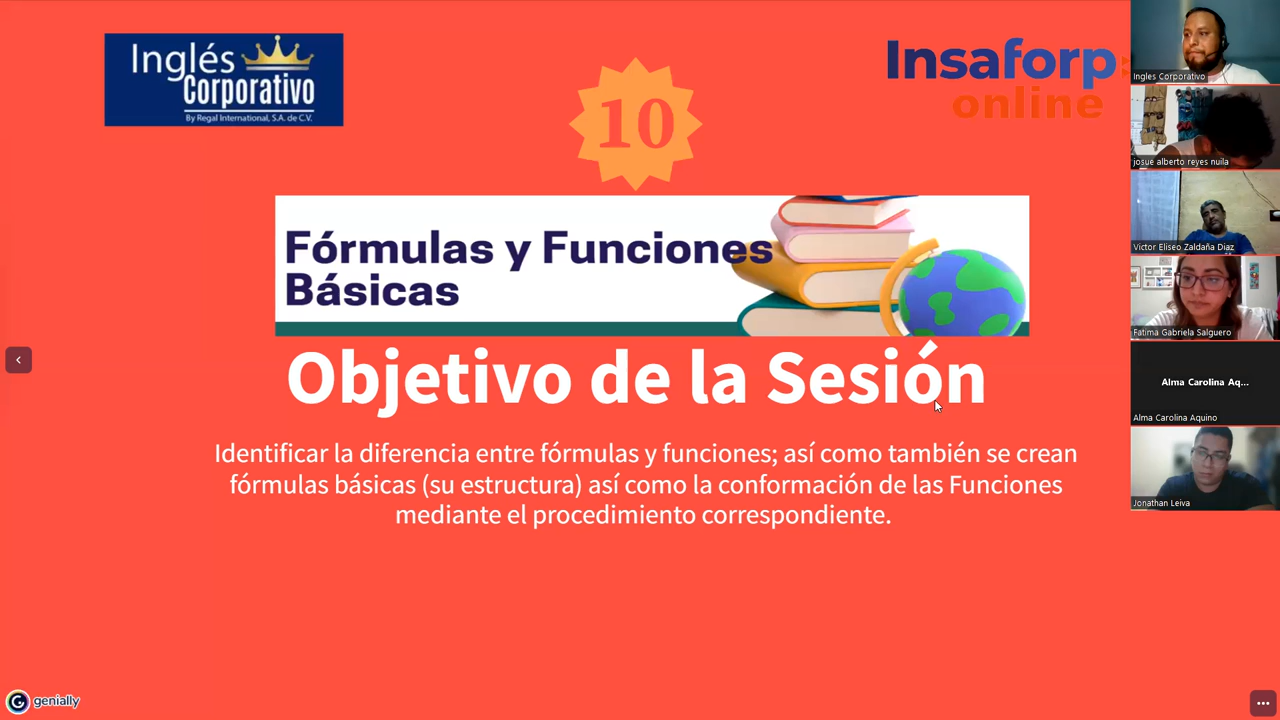 Inglés
Corporativo
By Regal International, S.A. de C.V.
10
Insaforp
online
Fórmulas y Funciones
Básicas
Objetivo de la Sesión
Identificar la diferencia entre fórmulas y funciones; así como también se crean
fórmulas básicas (su estructura) así como la conformación de las Funciones
mediante el procedimiento correspondiente.
genially
Ingles Corporativo
josue alberto reyes nuila
Victor Eliseo Zaldaña Diaz
Fatima Gabriela Salguero
Alma Carolina Aq...
Alma Carolina Aquino
Jonathan Leiva